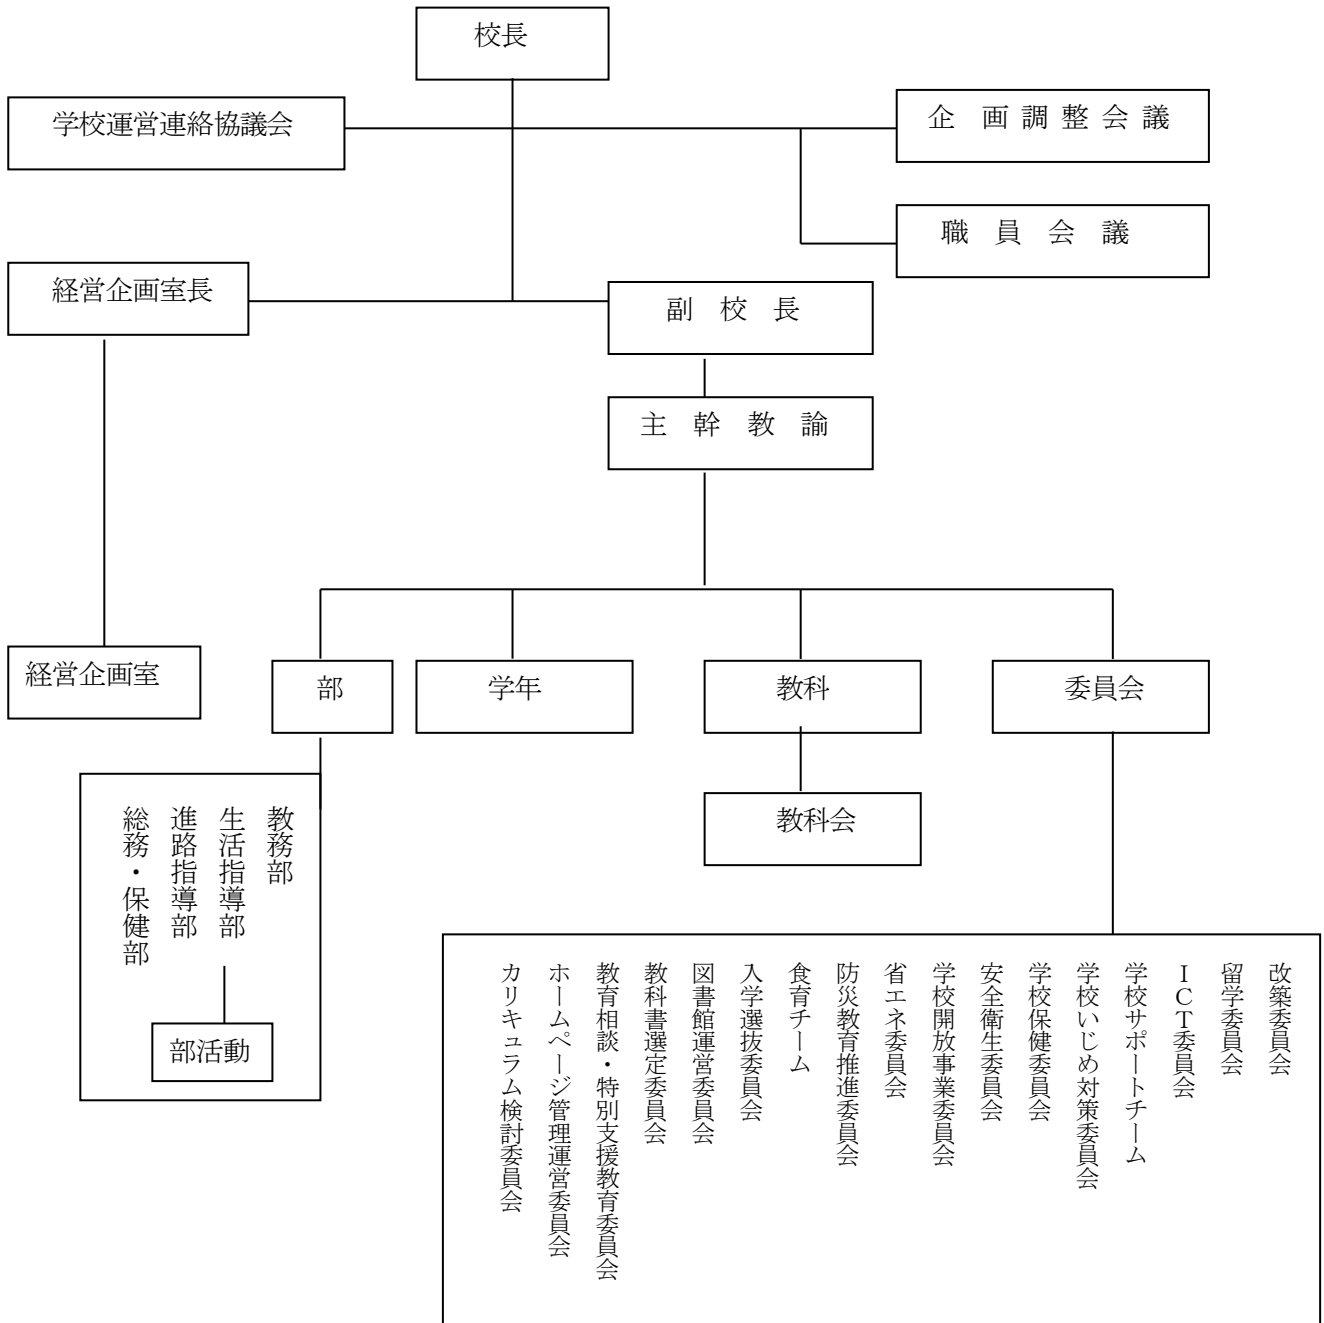 校長
学校運営連絡協議会
企 画 調 整 会 議
職 員 会 議
経営企画室長
副 校 長
主 幹 教 諭
経営企画室
部
学年
教科
委員会
教科会
教務部
生活指導部
進路指導部
総務・保健部
部活動
改築委員会
留学委員会
ＩＣＴ委員会
学校サポートチーム
学校いじめ対策委員会
学校保健委員会
安全衛生委員会
学校開放事業委員会
省エネ委員会
防災教育推進委員会
食育チーム
入学選抜委員会
図書館運営委員会
教科書選定委員会
教育相談・特別支援教育委員会
ホームページ管理運営委員会
カリキュラム検討委員会